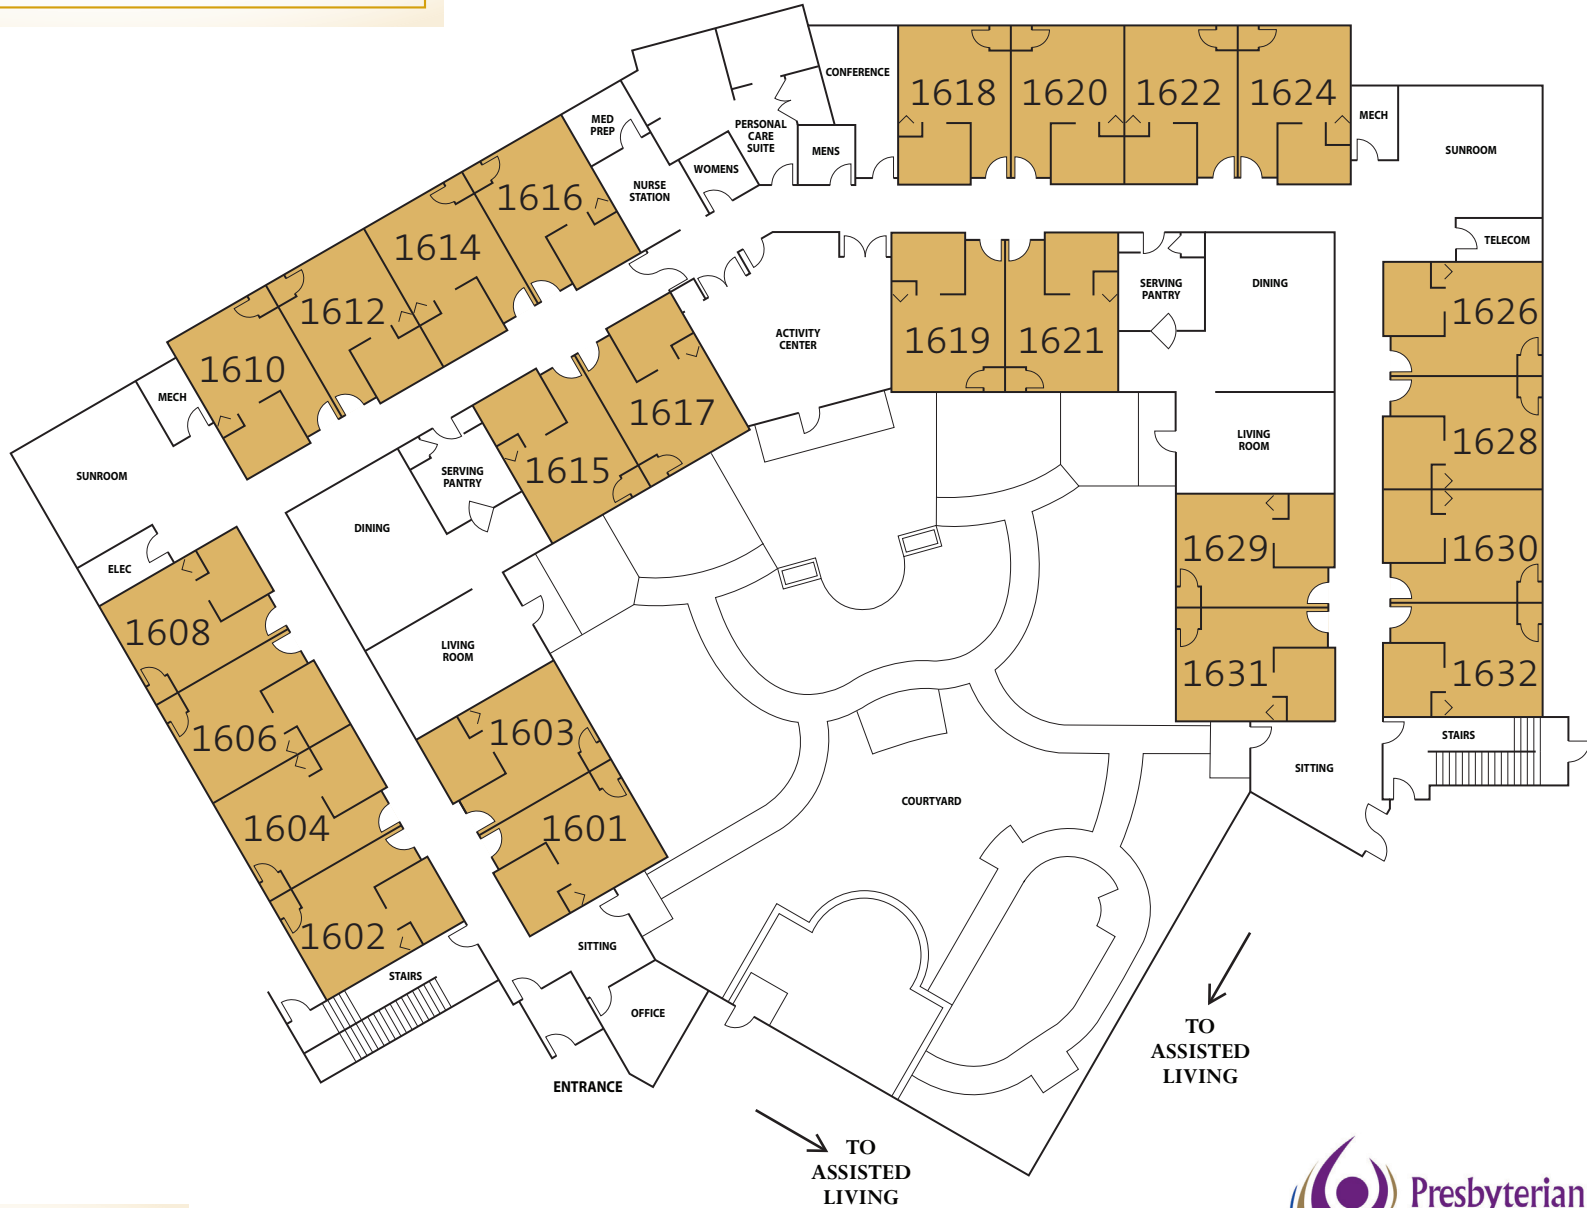 CONFERENCE
1618
1620
1622
1624
MECH
SUNROOM
MED
PREP
PERSONAL
CARE
SUITE
MENS
WOMENS
NURSE
STATION
1616
1614
1612
1610
TELECOM
SERVING
PANTRY
DINING
1626
ACTIVITY
CENTER
1619
1621
MECH
1617
1615
SERVING
PANTRY
SUNROOM
DINING
LIVING
ROOM
1628
ELEC
1629
1630
1608
LIVING
ROOM
1631
1632
1606
1603
STAIRS
SITTING
1604
1601
COURTYARD
1602
SITTING
STAIRS
OFFICE
ENTRANCE
TO
ASSISTED
LIVING
TO
ASSISTED
LIVING
Presbyterian